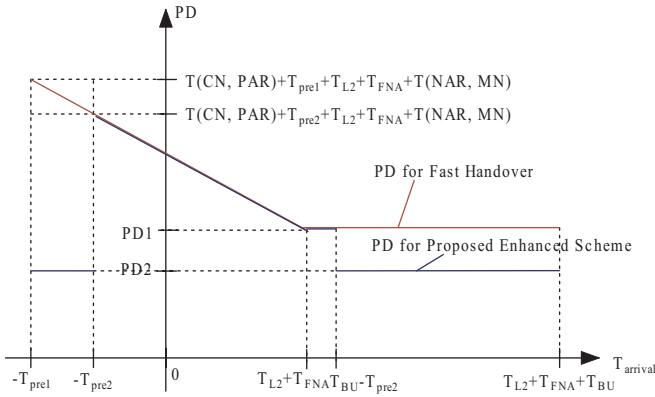 PD
T(CN, PAR)+Tpre1+TL2+TFNA+T(NAR, MN)
T(CN, PAR)+Tpre2+TL2+TFNA+T(NAR, MN)
PD for Fast Handover
PD1
PD for Proposed Enhanced Scheme
PD2
Tarrival
-Tpre1 -Tpre2 0 TL2+TFNA TBU-Tpre2 TL2+TFNA+TBU